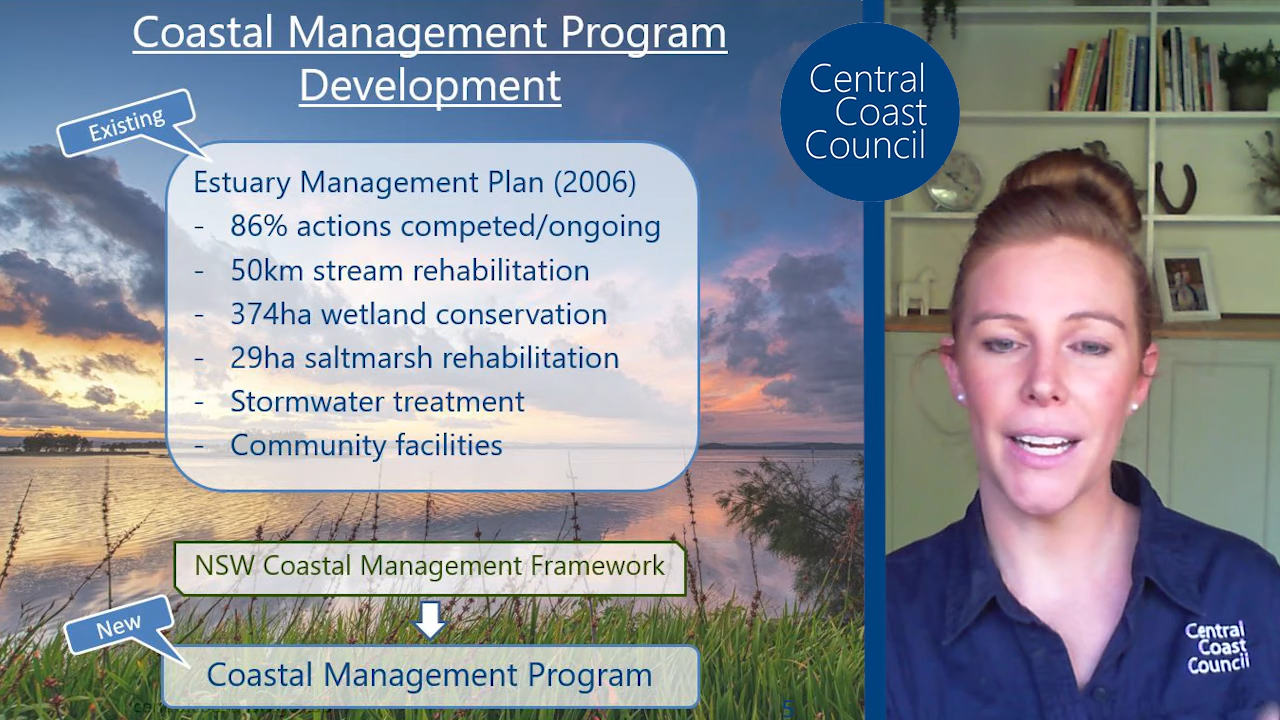 Coastal Management Program
Development
Existing
Estuary Management Plan (2006)
- 86% actions competed/ongoing
- 50km stream rehabilitation
- 374ha wetland conservation
- 29ha saltmarsh rehabilitation
- Stormwater treatment
- Community facilities
NSW Coastal Management Framework
New
Coastal Management Program
5
Central
Coast
Council
Central
Coast
Council